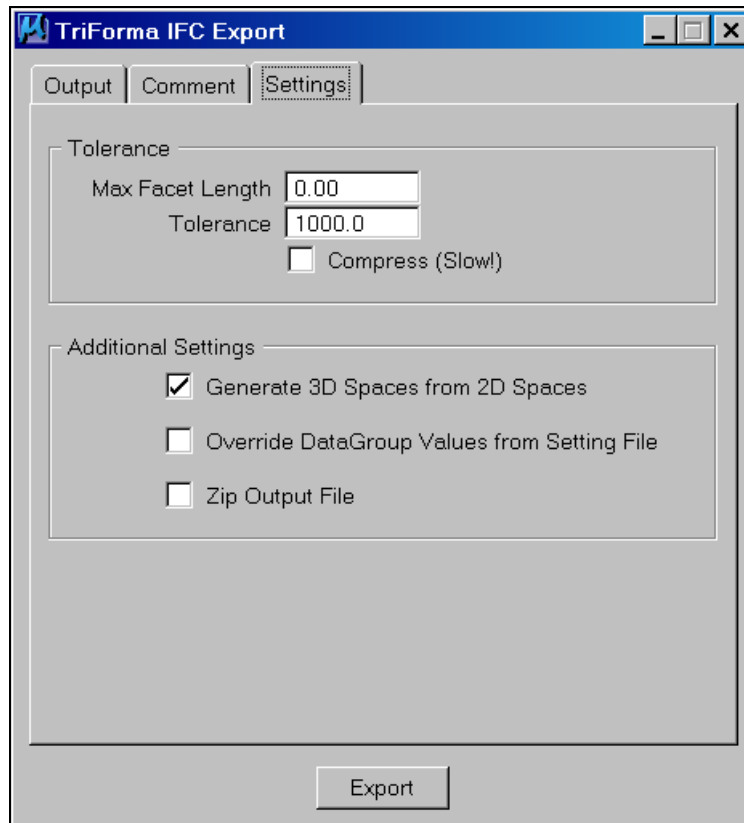 TriForma IFC Export
Output Comment Settings
Tolerance
Max Facet Length 0.00
Tolerance 1000.0
Compress (Slow!)
Additional Settings
Generate 3D Spaces from 2D Spaces
Override DataGroup Values from Setting File
Zip Output File
Export